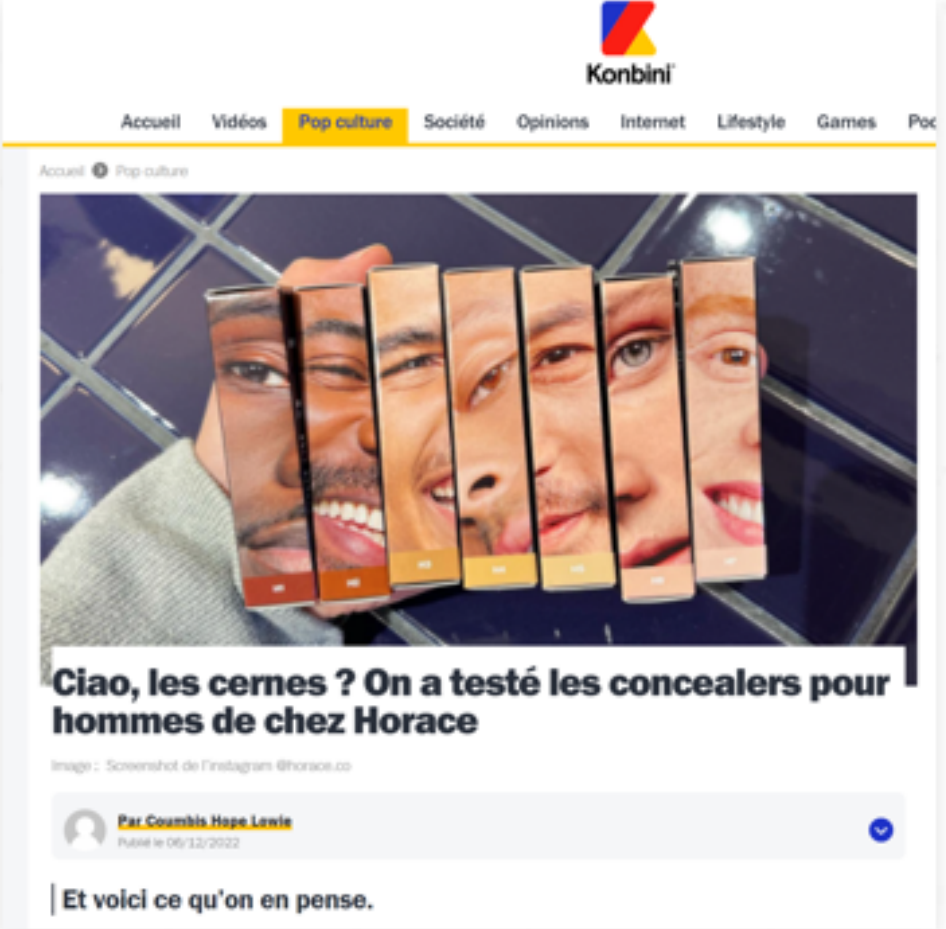 Konbini
Accueil Vidéos Pop culture Société Opinions Internet Lifestyle Games
Accueil Pop culture
Ciao, les cernes ? On a testé les concealers pour
hommes de chez Horace
Image : Screenshot de l'instagram @horace.co
Par Coumbis Hope Lowie
Publié le 06/12/2022
Et voici ce qu'on en pense.